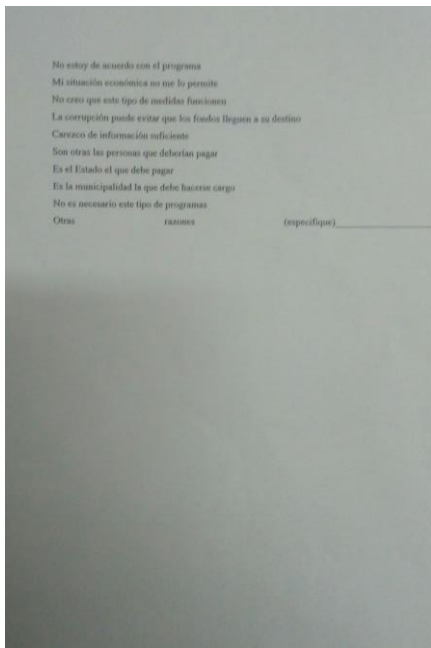 No estoy de acuerdo con el programa
Mi situación económica no me lo permite
No creo que este tipo de medidas funcionen
La corrupción puede evitar que los fondos lleguen a su destino
Carezco de información suficiente
Son otras las personas que deberían pagar
Es el Estado el que debe pagar
Es la municipalidad la que debe hacerse cargo
No es necesario este tipo de programas
Otras razones (especifique)____________________